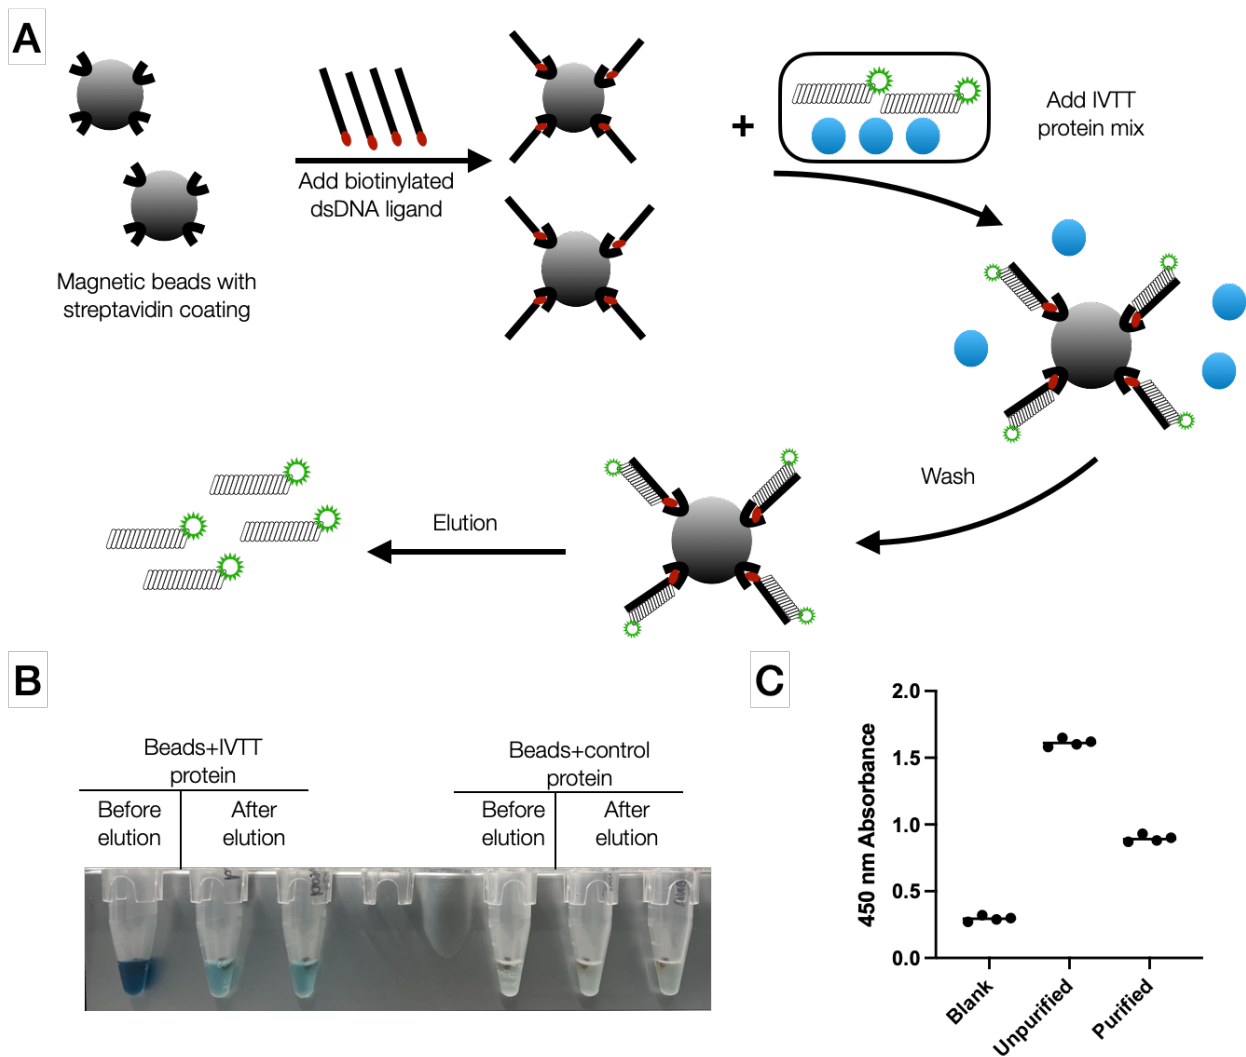 A
Add IVTT
protein mix
+
Add biotinylated
dsDNA ligand
Magnetic beads with
streptavidin coating
Wash
Elution
B
Beads+IVTT
protein
Before
elution
After
elution
Beads+control
protein
Before
elution
After
elution
C
450 nm Absorbance
2.0
1.5
1.0
0.5
0.0
Blank
Unpurified
Purified